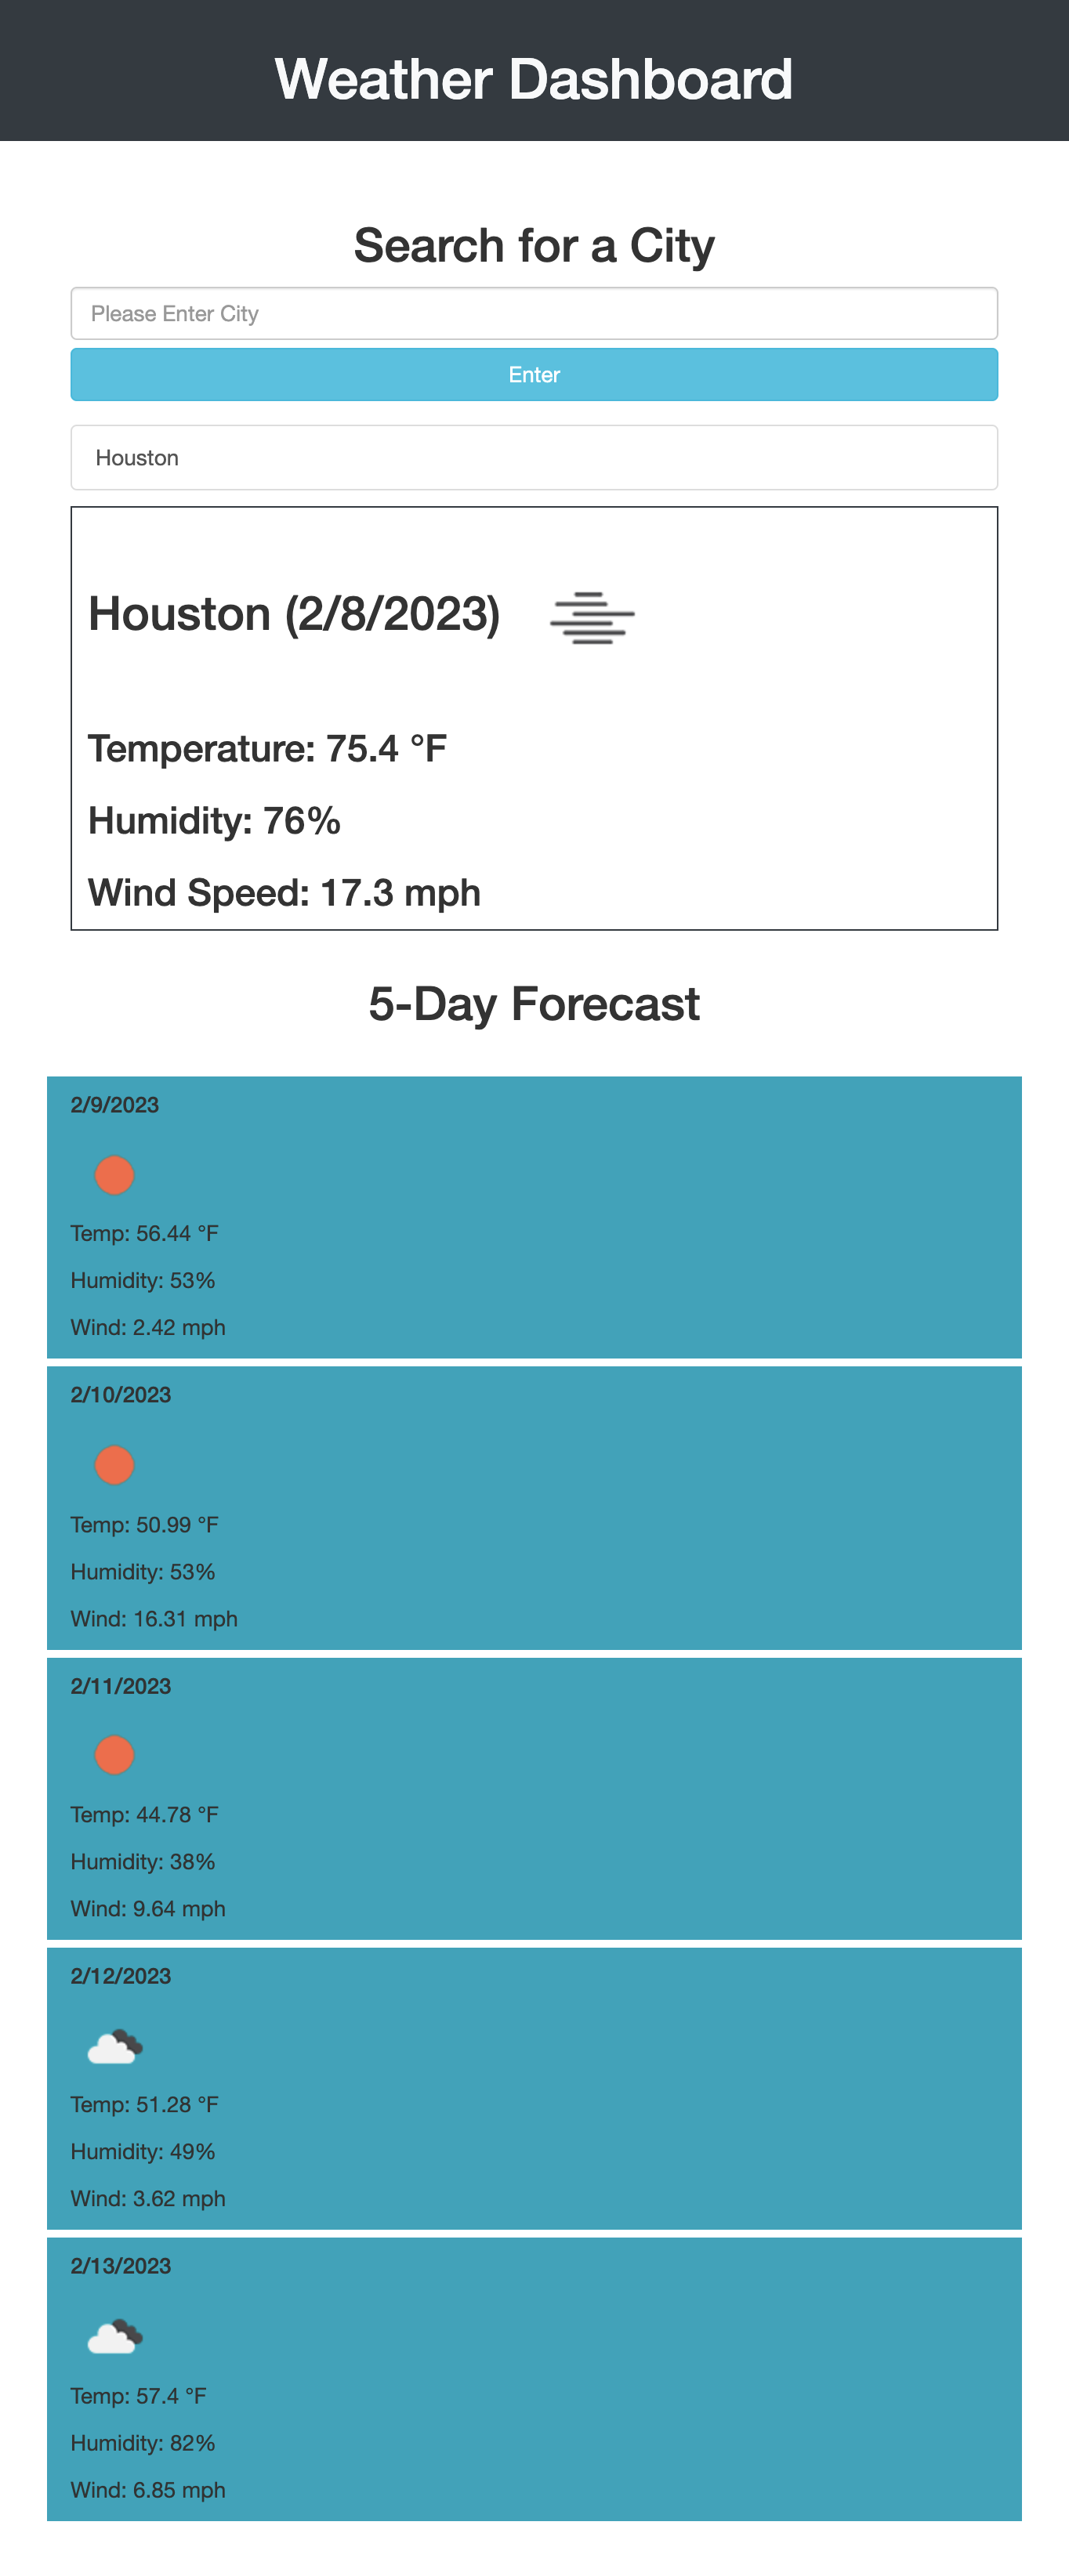 Weather Dashboard
Search for a City
Please Enter City
Enter
Houston
Houston (2/8/2023)
Temperature: 75.4 °F
Humidity: 76%
Wind Speed: 17.3 mph
5-Day Forecast
2/9/2023
Temp: 56.44 °F
Humidity: 53%
Wind: 2.42 mph
2/10/2023
Temp: 50.99 °F
Humidity: 53%
Wind: 16.31 mph
2/11/2023
Temp: 44.78 °F
Humidity: 38%
Wind: 9.64 mph
2/12/2023
Temp: 51.28 °F
Humidity: 49%
Wind: 3.62 mph
2/13/2023
Temp: 57.4 °F
Humidity: 82%
Wind: 6.85 mph